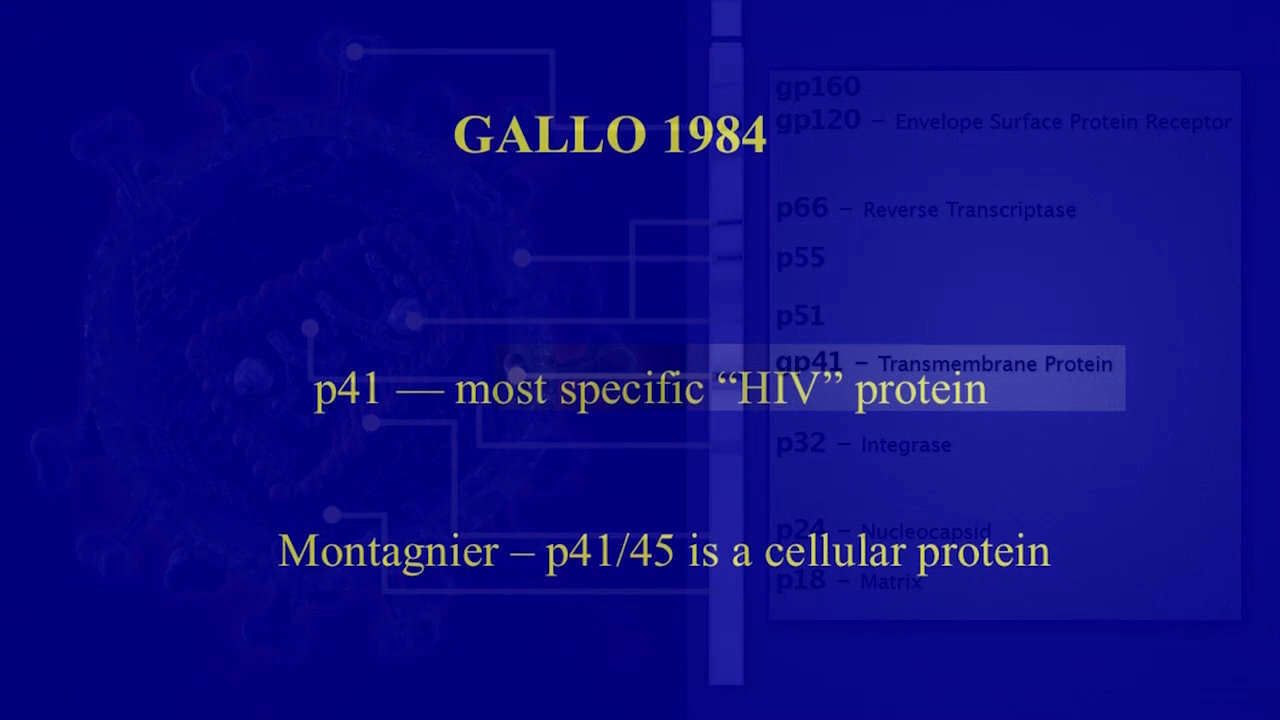 gp160
GALLO 1984
gp120 – Envelope Surface Protein Receptor
p66 – Reverse Transcriptase
p55
p51
gp41 – Transmembrane Protein
p41 — most specific “HIV” protein
p32 – Integrase
p24 – Nucleocapsid
Montagnier – p41/45 is a cellular protein
p18 – Matrix